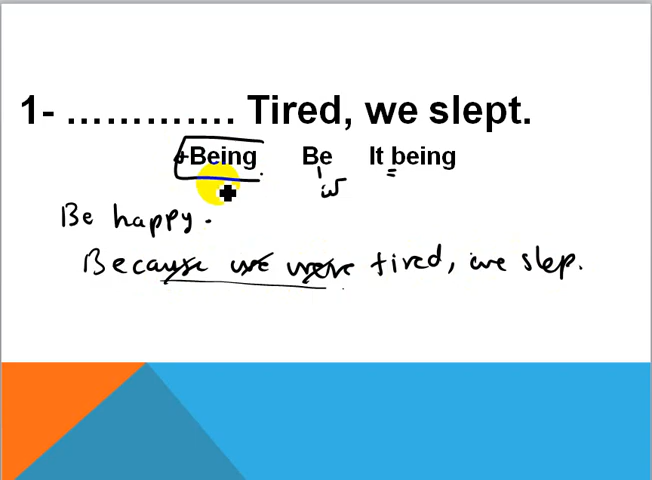 1- …………. Tired, we slept.
Being Be It being
Be happy.
Because we were tired, we slep.